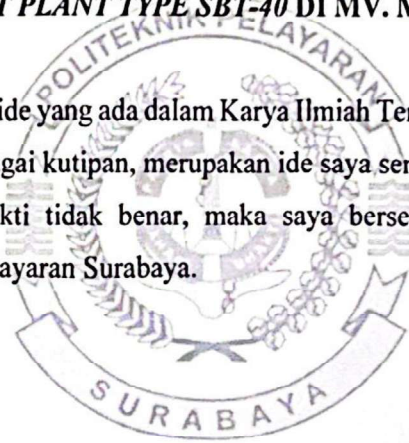 T PLANT TYPE SBT-40 DI MV. M
POLITEKNIK PELAYARAN
ide yang ada dalam Karya Ilmiah Ter
gai kutipan, merupakan ide saya sen
kti tidak benar, maka saya berse
ayaran Surabaya.
SURABAYA